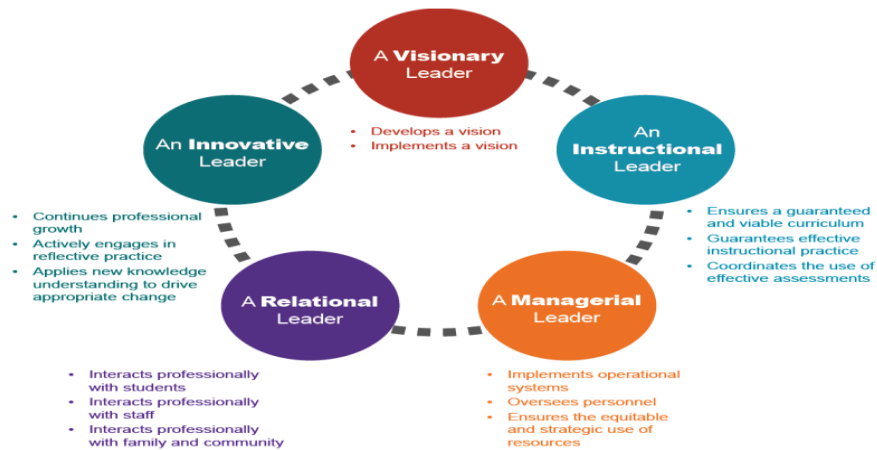 A Visionary
Leader
• Develops a vision
• Implements a vision
An
Instructional
Leader
• Ensures a guaranteed
and viable curriculum
• Guarantees effective
instructional practice
• Coordinates the use of
effective assessments
A Managerial
Leader
• Implements operational
systems
• Oversees personnel
• Ensures the equitable
and strategic use of
resources
A Relational
Leader
• Interacts professionally
with students
• Interacts professionally
with staff
• Interacts professionally
with family and community
An Innovative
Leader
• Continues professional
growth
• Actively engages in
reflective practice
• Applies new knowledge
understanding to drive
appropriate change